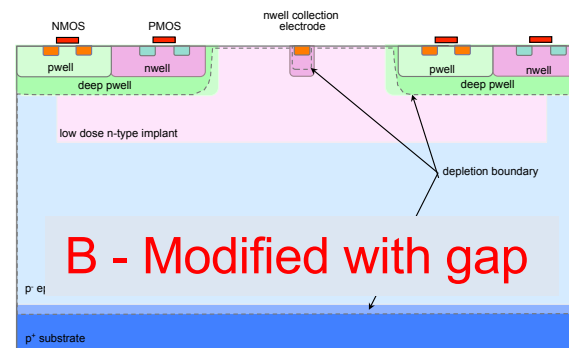 nwell collection
electrode
NMOS
PMOS
pwell
nwell
pwell
nwell
deep pwell
deep pwell
low dose n-type implant
depletion boundary
B - Modified with gap
p-
p+ substrate